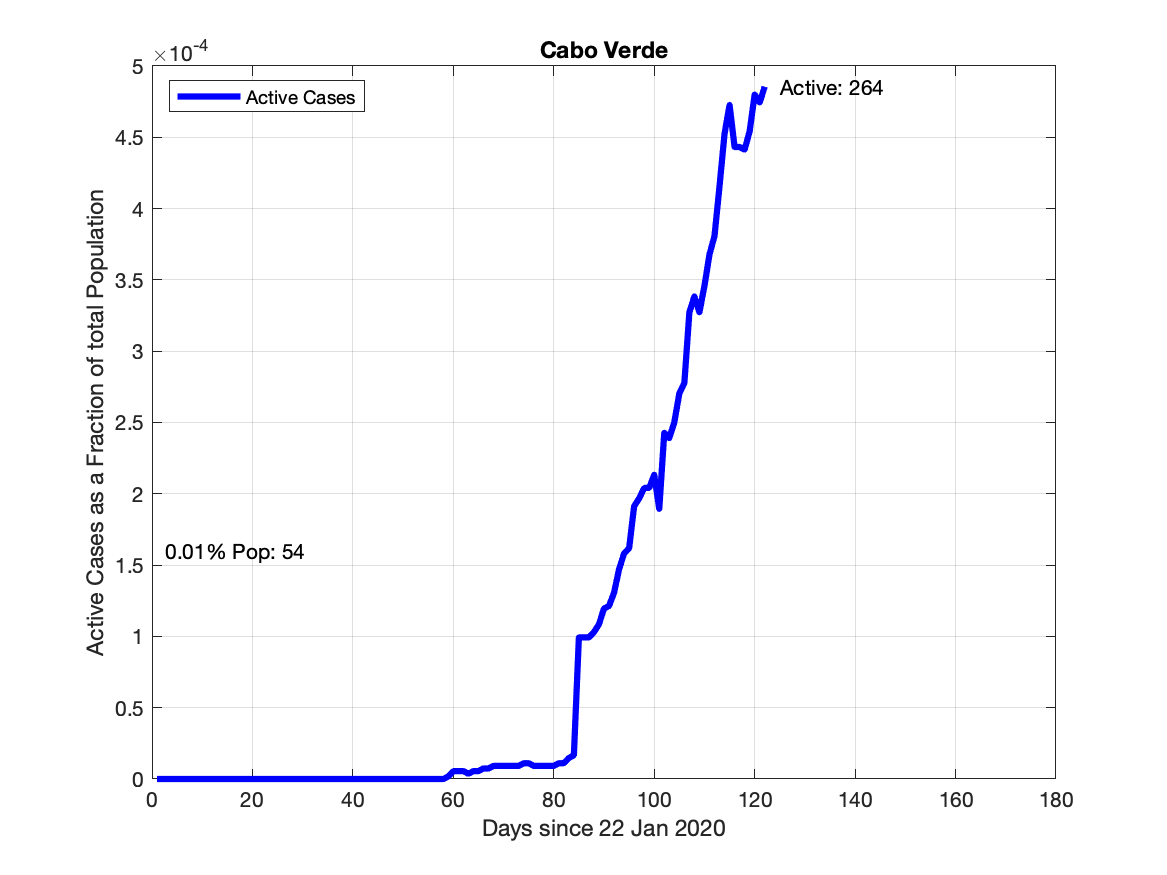 Cabo Verde
×10-4
5
4.5
4
3.5
3
2.5
2
1.5
1
0.5
0
Active Cases as a Fraction of total Population
Active Cases
Active: 264
0.01% Pop: 54
0 20 40 60 80 100 120 140 160 180
Days since 22 Jan 2020